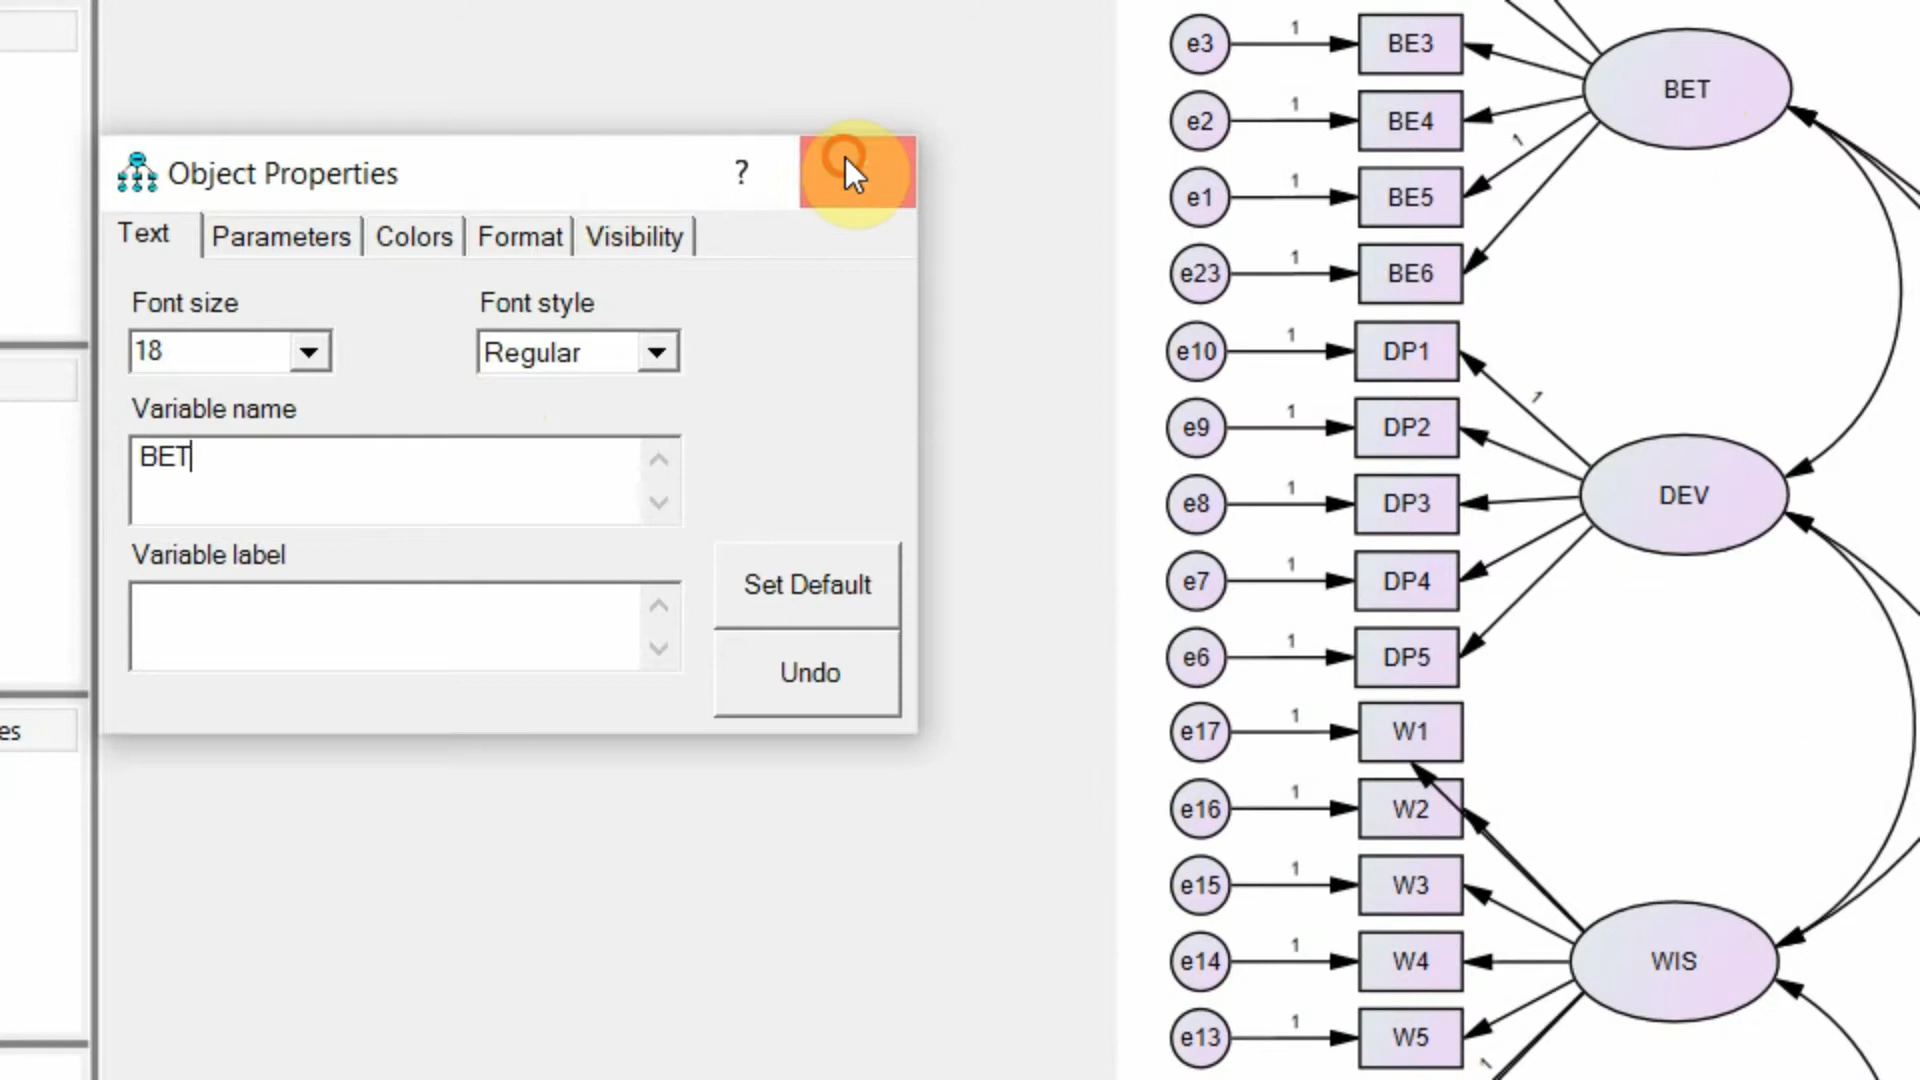 Object Properties ?
Text Parameters Colors Format Visibility
Font size Font style
18 Regular
Variable name
BET
Variable label
Set Default
Undo
es
e3 1 BE3
e2 1 BE4
e1 1 BE5
e23 1 BE6
1
BET
e10 1 DP1
e9 1 DP2
e8 1 DP3
e7 1 DP4
e6 1 DP5
1
DEV
e17 1 W1
e16 1 W2
e15 1 W3
e14 1 W4
e13 1 W5
1
WIS